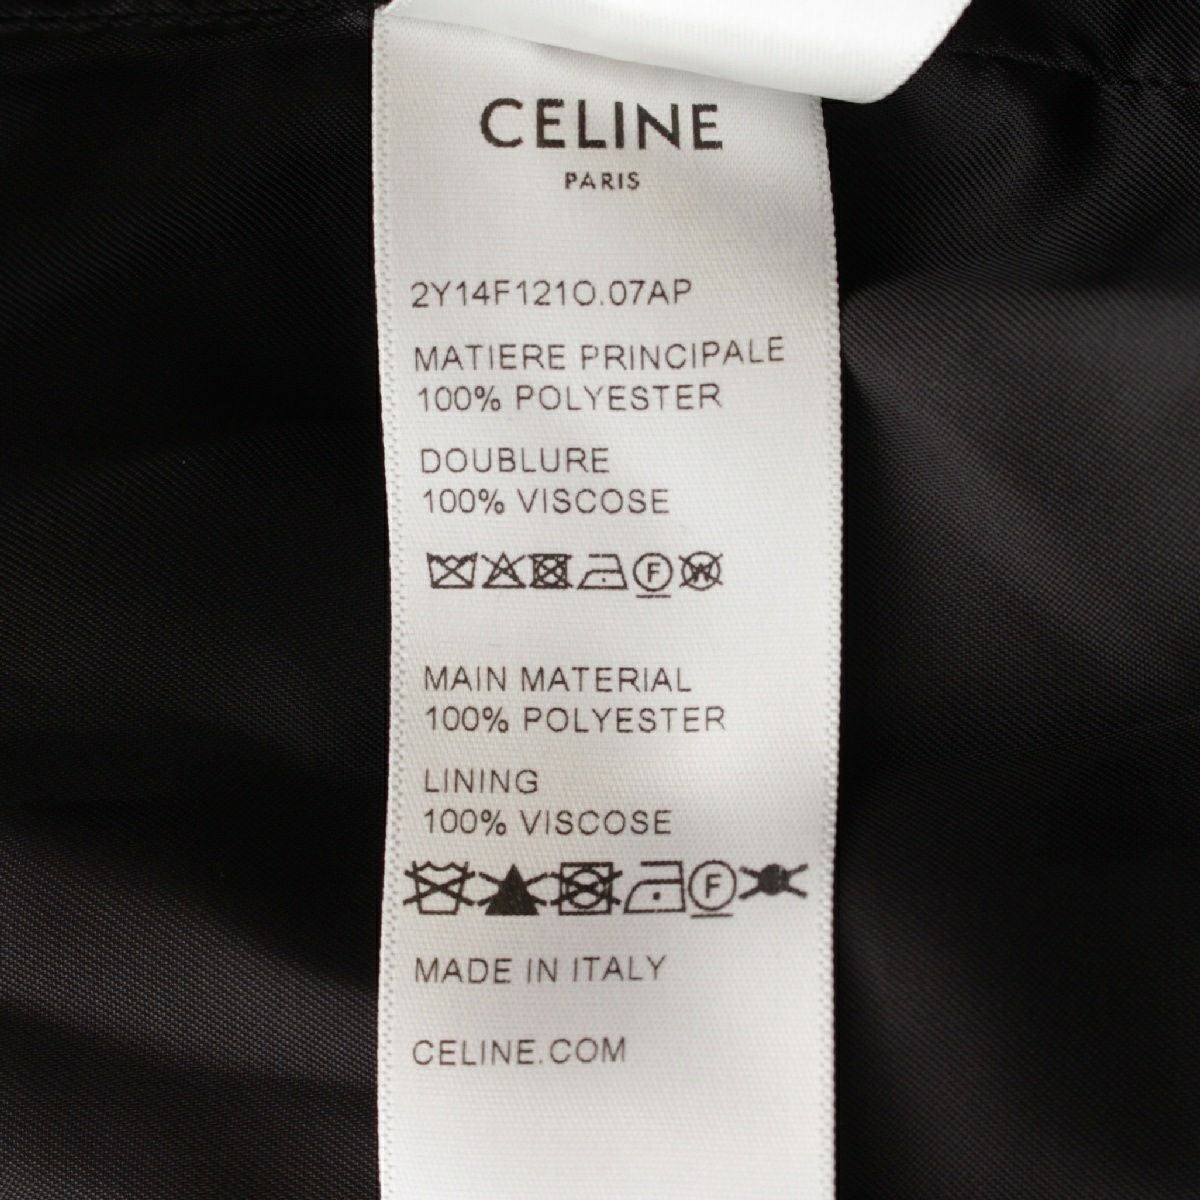 CELINE
PARIS
2Y14F121O.07AP
MATIERE PRINCIPALE
100% POLYESTER
DOUBLURE
100% VISCOSE
F W
MAIN MATERIAL
100% POLYESTER
LINING
100% VISCOSE
F
MADE IN ITALY
CELINE.COM